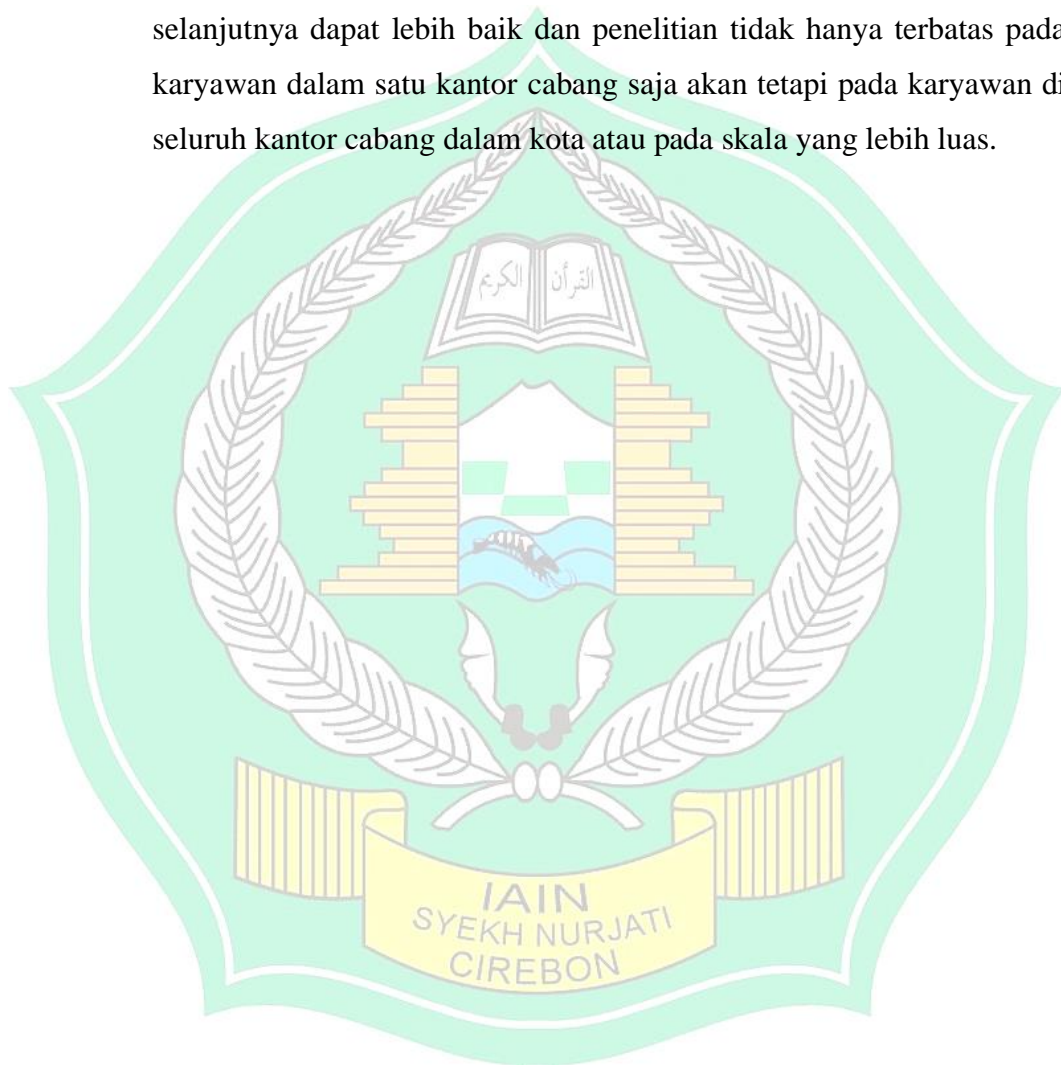 selanjutnya dapat lebih baik dan penelitian tidak hanya terbatas pada
karyawan dalam satu kantor cabang saja akan tetapi pada karyawan di
seluruh kantor cabang dalam kota atau pada skala yang lebih luas.
القرأن الكريم
IAIN
SYEKH NURJATI
CIREBON